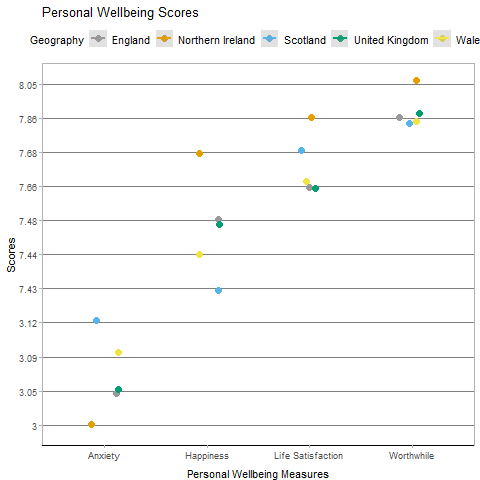 Personal Wellbeing Scores
Geography England Northern Ireland Scotland United Kingdom Wale
8.05
7.86
7.68
7.66
7.48
7.44
7.43
3.12
3.09
3.05
3
Scores
Anxiety Happiness Life Satisfaction Worthwhile
Personal Wellbeing Measures